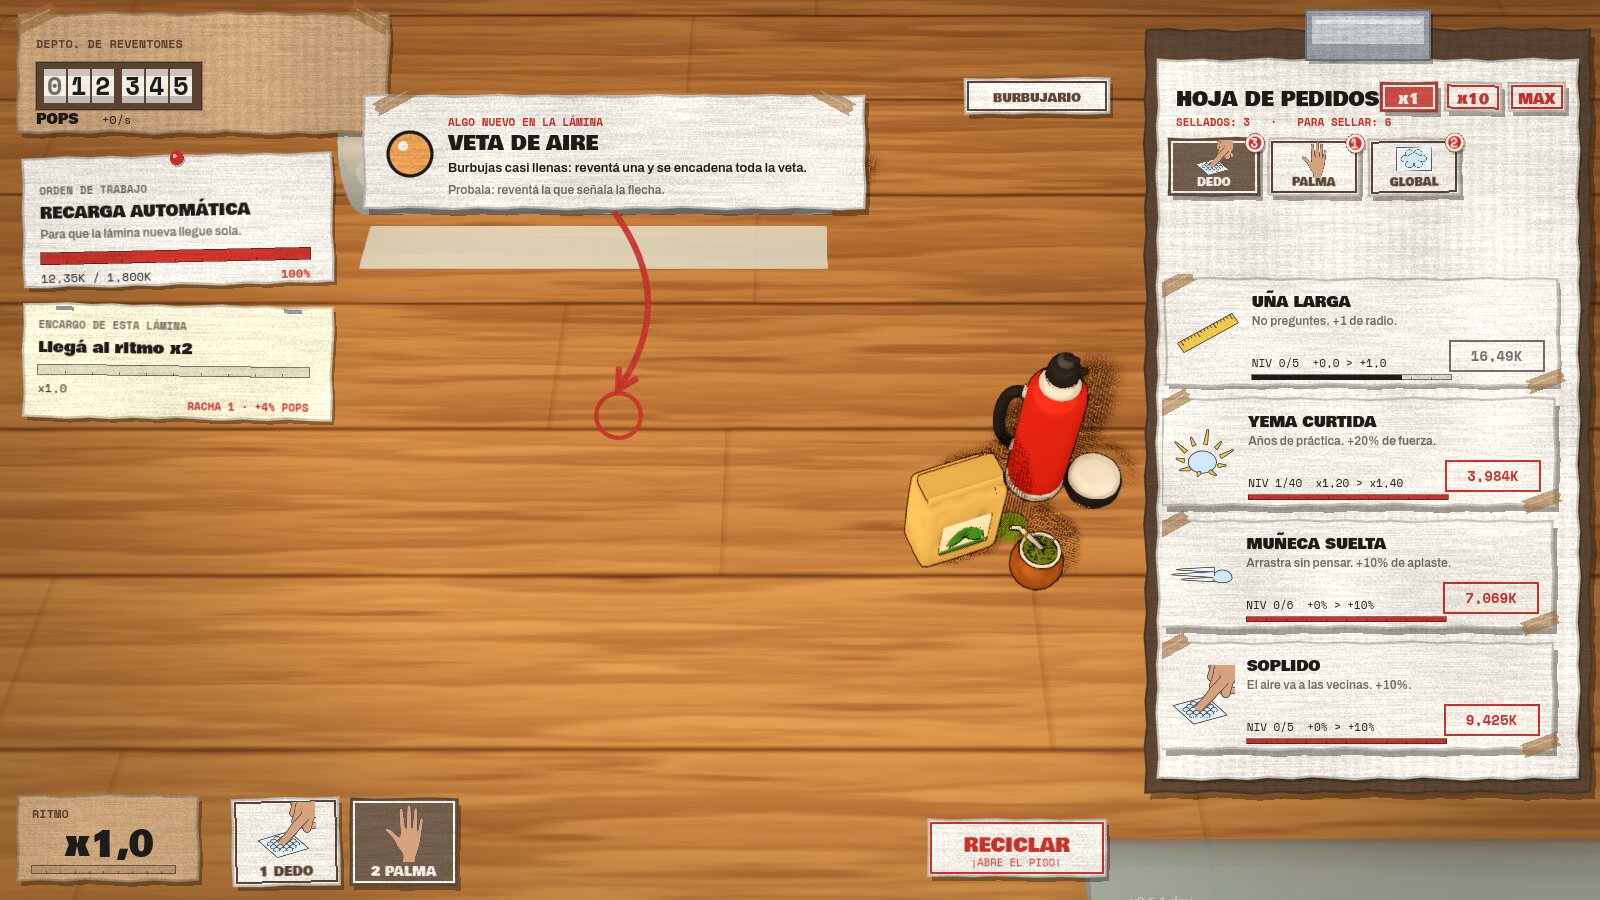 DEPTO. DE REVENTONES
012 345
POPS +0/s
ORDEN DE TRABAJO
RECARGA AUTOMÁTICA
Para que la lámina nueva llegue sola.
12,35K / 1,800K 100%
ENCARGO DE ESTA LÁMINA
Llegá al ritmo x2
x1,0
RACHA 1 · +4% POPS
ALGO NUEVO EN LA LÁMINA
VETA DE AIRE
Burbujas casi llenas: reventá una y se encadena toda la veta.
Probala: reventá la que señala la flecha.
BURBUJARIO
HOJA DE PEDIDOS x1 x10 MAX
SELLADOS: 3 · PARA SELLAR: 6
3 1 2
DEDO PALMA GLOBAL
UÑA LARGA
No preguntes. +1 de radio.
NIV 0/5 +0,0 > +1,0 16,49K
YEMA CURTIDA
Años de práctica. +20% de fuerza.
NIV 1/40 x1,20 > x1,40 3,984K
MUÑECA SUELTA
Arrastra sin pensar. +10% de aplaste.
NIV 0/6 +0% > +10% 7,069K
SOPLIDO
El aire va a las vecinas. +10%.
NIV 0/5 +0% > +10% 9,425K
RITMO
x1,0
1 DEDO 2 PALMA
RECICLAR
¡ABRE EL PISO!